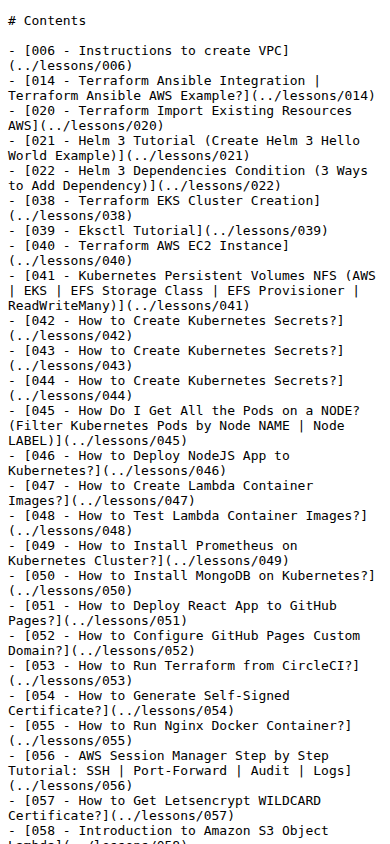 # Contents
- [006 - Instructions to create VPC]
(../lessons/006)
- [014 - Terraform Ansible Integration |
Terraform Ansible AWS Example?](../lessons/014)
- [020 - Terraform Import Existing Resources
AWS](../lessons/020)
- [021 - Helm 3 Tutorial (Create Helm 3 Hello
World Example)](../lessons/021)
- [022 - Helm 3 Dependencies Condition (3 Ways
to Add Dependency)](../lessons/022)
- [038 - Terraform EKS Cluster Creation]
(../lessons/038)
- [039 - Eksctl Tutorial](../lessons/039)
- [040 - Terraform AWS EC2 Instance]
(../lessons/040)
- [041 - Kubernetes Persistent Volumes NFS (AWS
| EKS | EFS Storage Class | EFS Provisioner |
ReadWriteMany)](../lessons/041)
- [042 - How to Create Kubernetes Secrets?]
(../lessons/042)
- [043 - How to Create Kubernetes Secrets?]
(../lessons/043)
- [044 - How to Create Kubernetes Secrets?]
(../lessons/044)
- [045 - How Do I Get All the Pods on a NODE?
(Filter Kubernetes Pods by Node NAME | Node
LABEL)](../lessons/045)
- [046 - How to Deploy NodeJS App to
Kubernetes?](../lessons/046)
- [047 - How to Create Lambda Container
Images?](../lessons/047)
- [048 - How to Test Lambda Container Images?]
(../lessons/048)
- [049 - How to Install Prometheus on
Kubernetes Cluster?](../lessons/049)
- [050 - How to Install MongoDB on Kubernetes?]
(../lessons/050)
- [051 - How to Deploy React App to GitHub
Pages?](../lessons/051)
- [052 - How to Configure GitHub Pages Custom
Domain?](../lessons/052)
- [053 - How to Run Terraform from CircleCI?]
(../lessons/053)
- [054 - How to Generate Self-Signed
Certificate?](../lessons/054)
- [055 - How to Run Nginx Docker Container?]
(../lessons/055)
- [056 - AWS Session Manager Step by Step
Tutorial: SSH | Port-Forward | Audit | Logs]
(../lessons/056)
- [057 - How to Get Letsencrypt WILDCARD
Certificate?](../lessons/057)
- [058 - Introduction to Amazon S3 Object